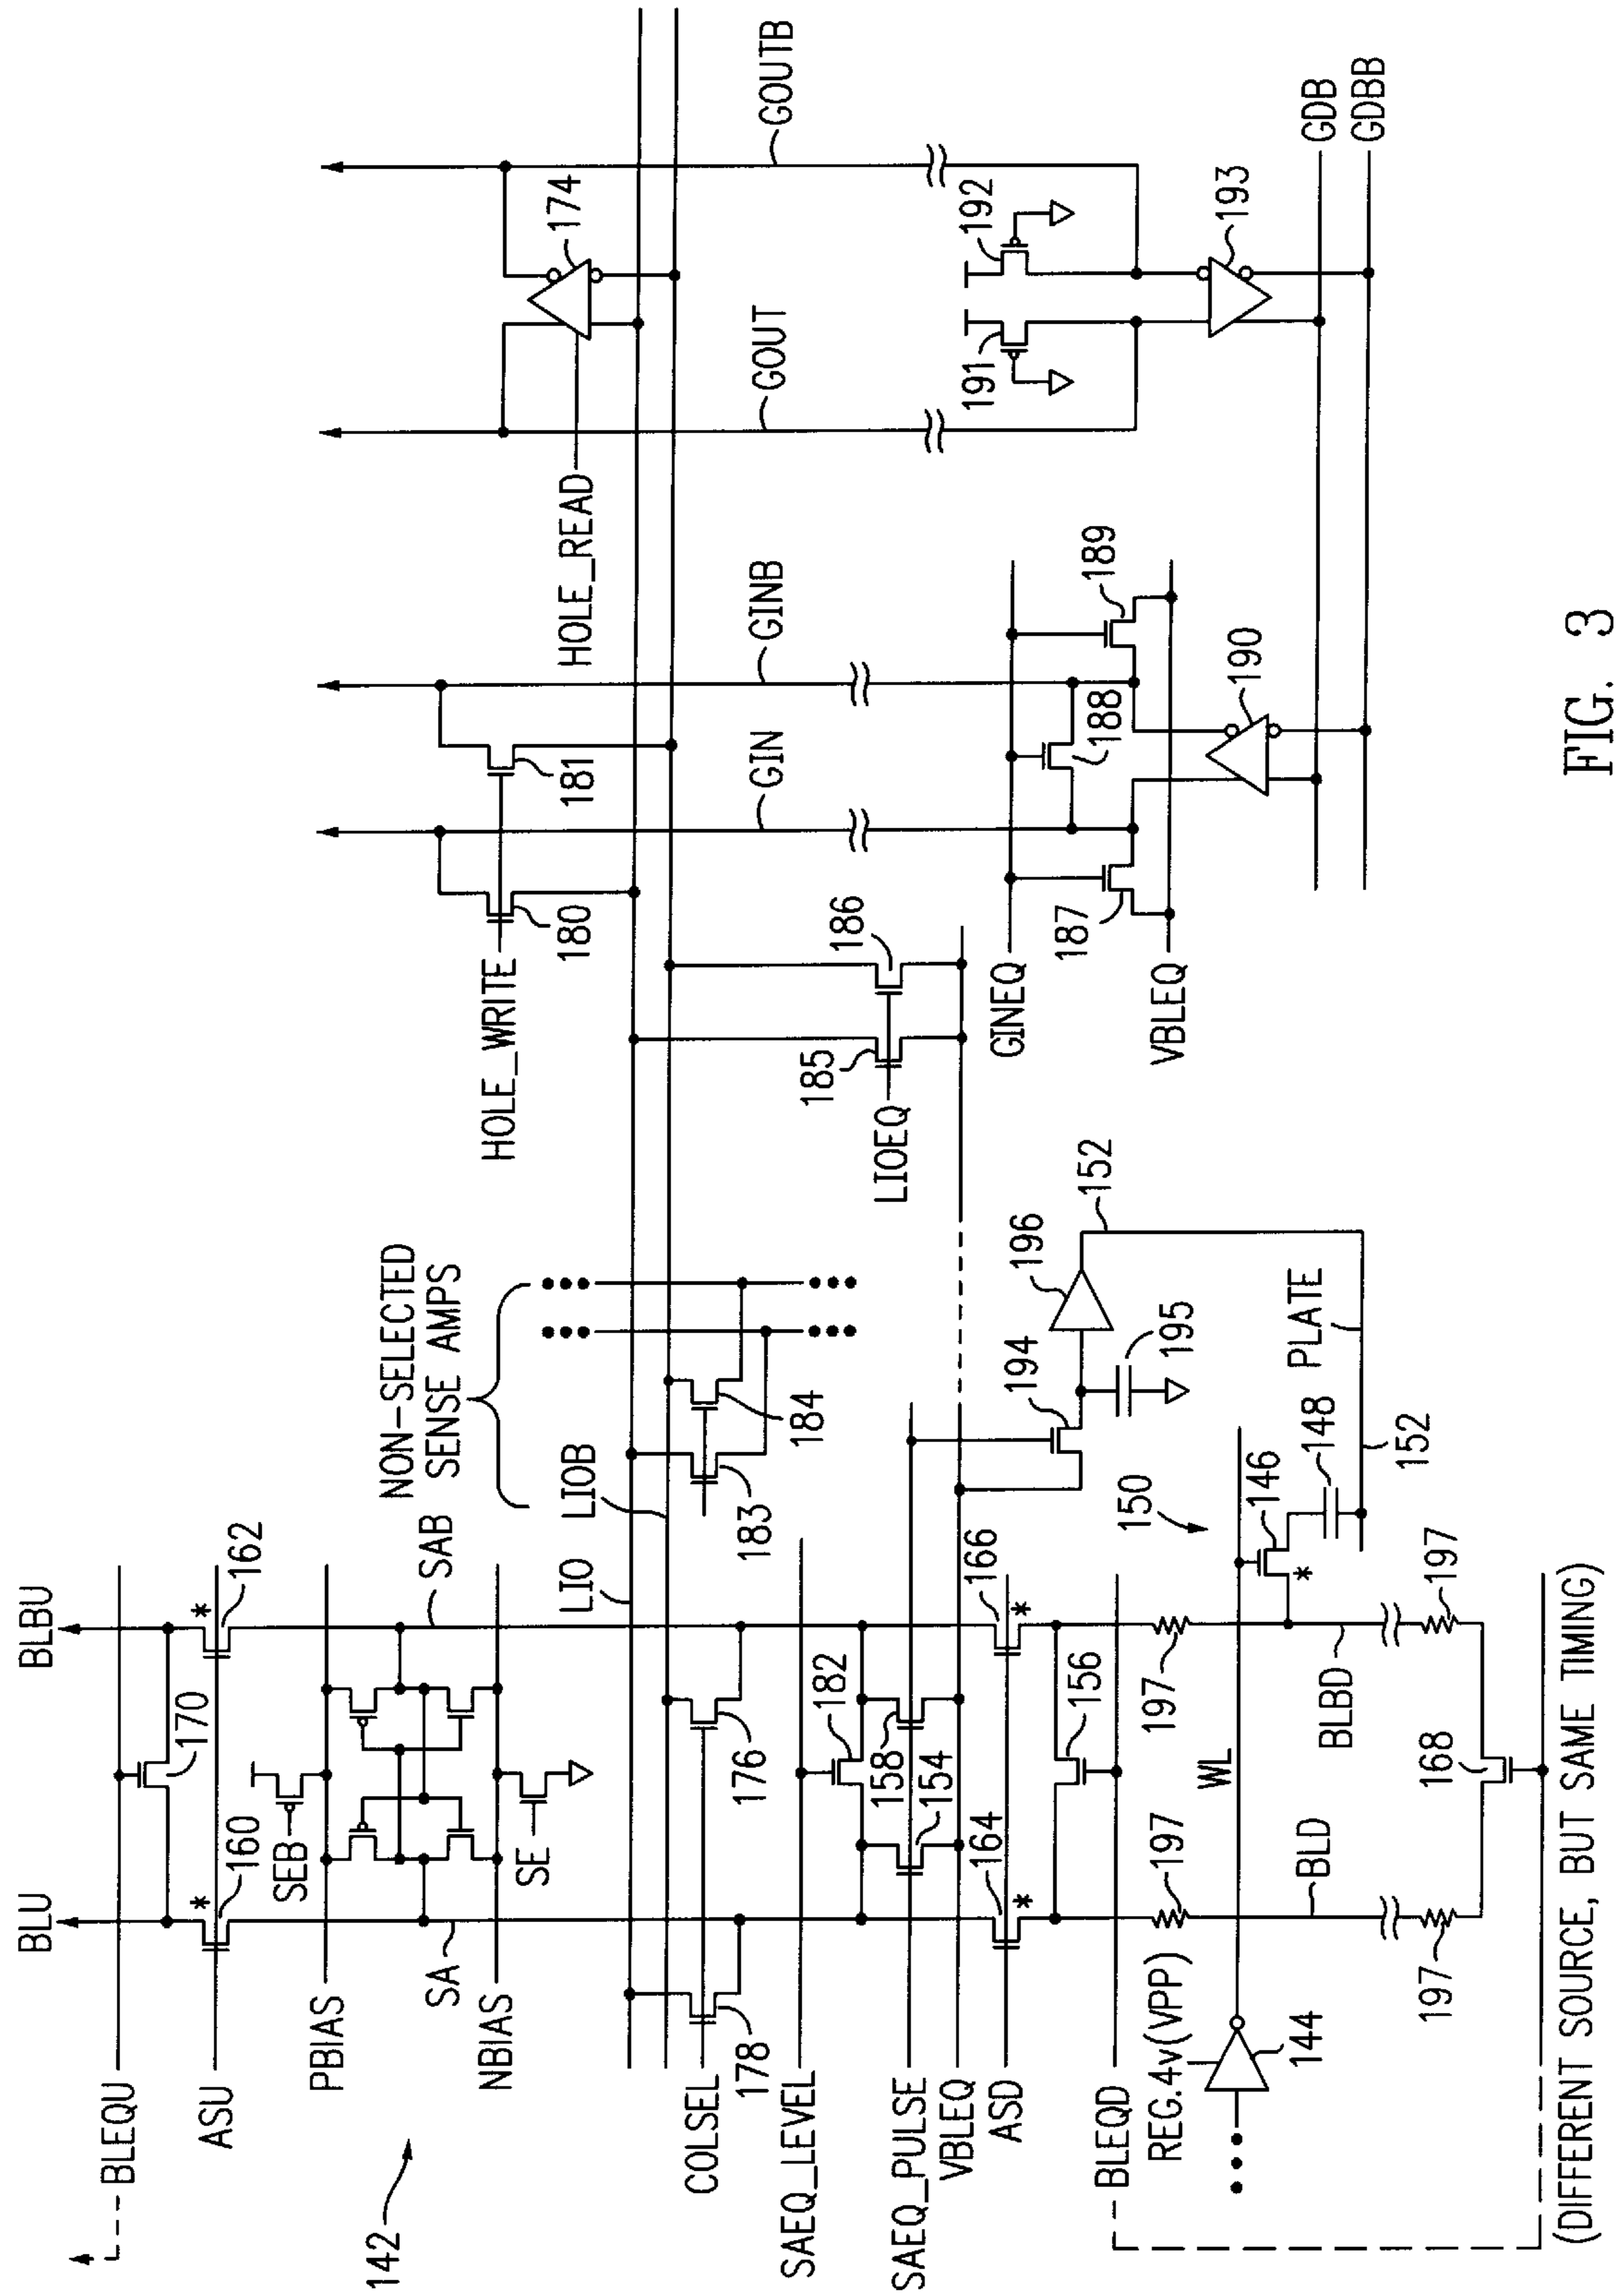 BLU
BLBU
BLEQU
170
ASU
160
*
162
*
142
SEB
PBIAS
SA
SAB
NBIAS
SE
NON-SELECTED
SENSE AMPS
LIO
LIOB
COLSEL
178
176
183
184
SAEQ_LEVEL
182
SAEQ_PULSE
158
154
VBLEQ
ASD
164
*
166
*
BLEQD
156
REG.4v(VPP)
144
WL
197
197
BLD
BLBD
197
197
168
150
146
*
148
152
PLATE
194
195
196
152
(DIFFERENT SOURCE, BUT SAME TIMING)
HOLE_WRITE
180
181
LIOEQ
185
186
GIN
GINB
GINEQ
187
188
189
VBLEQ
190
HOLE_READ
174
GOUT
GOUTB
191
192
193
GDB
GDBB
FIG. 3